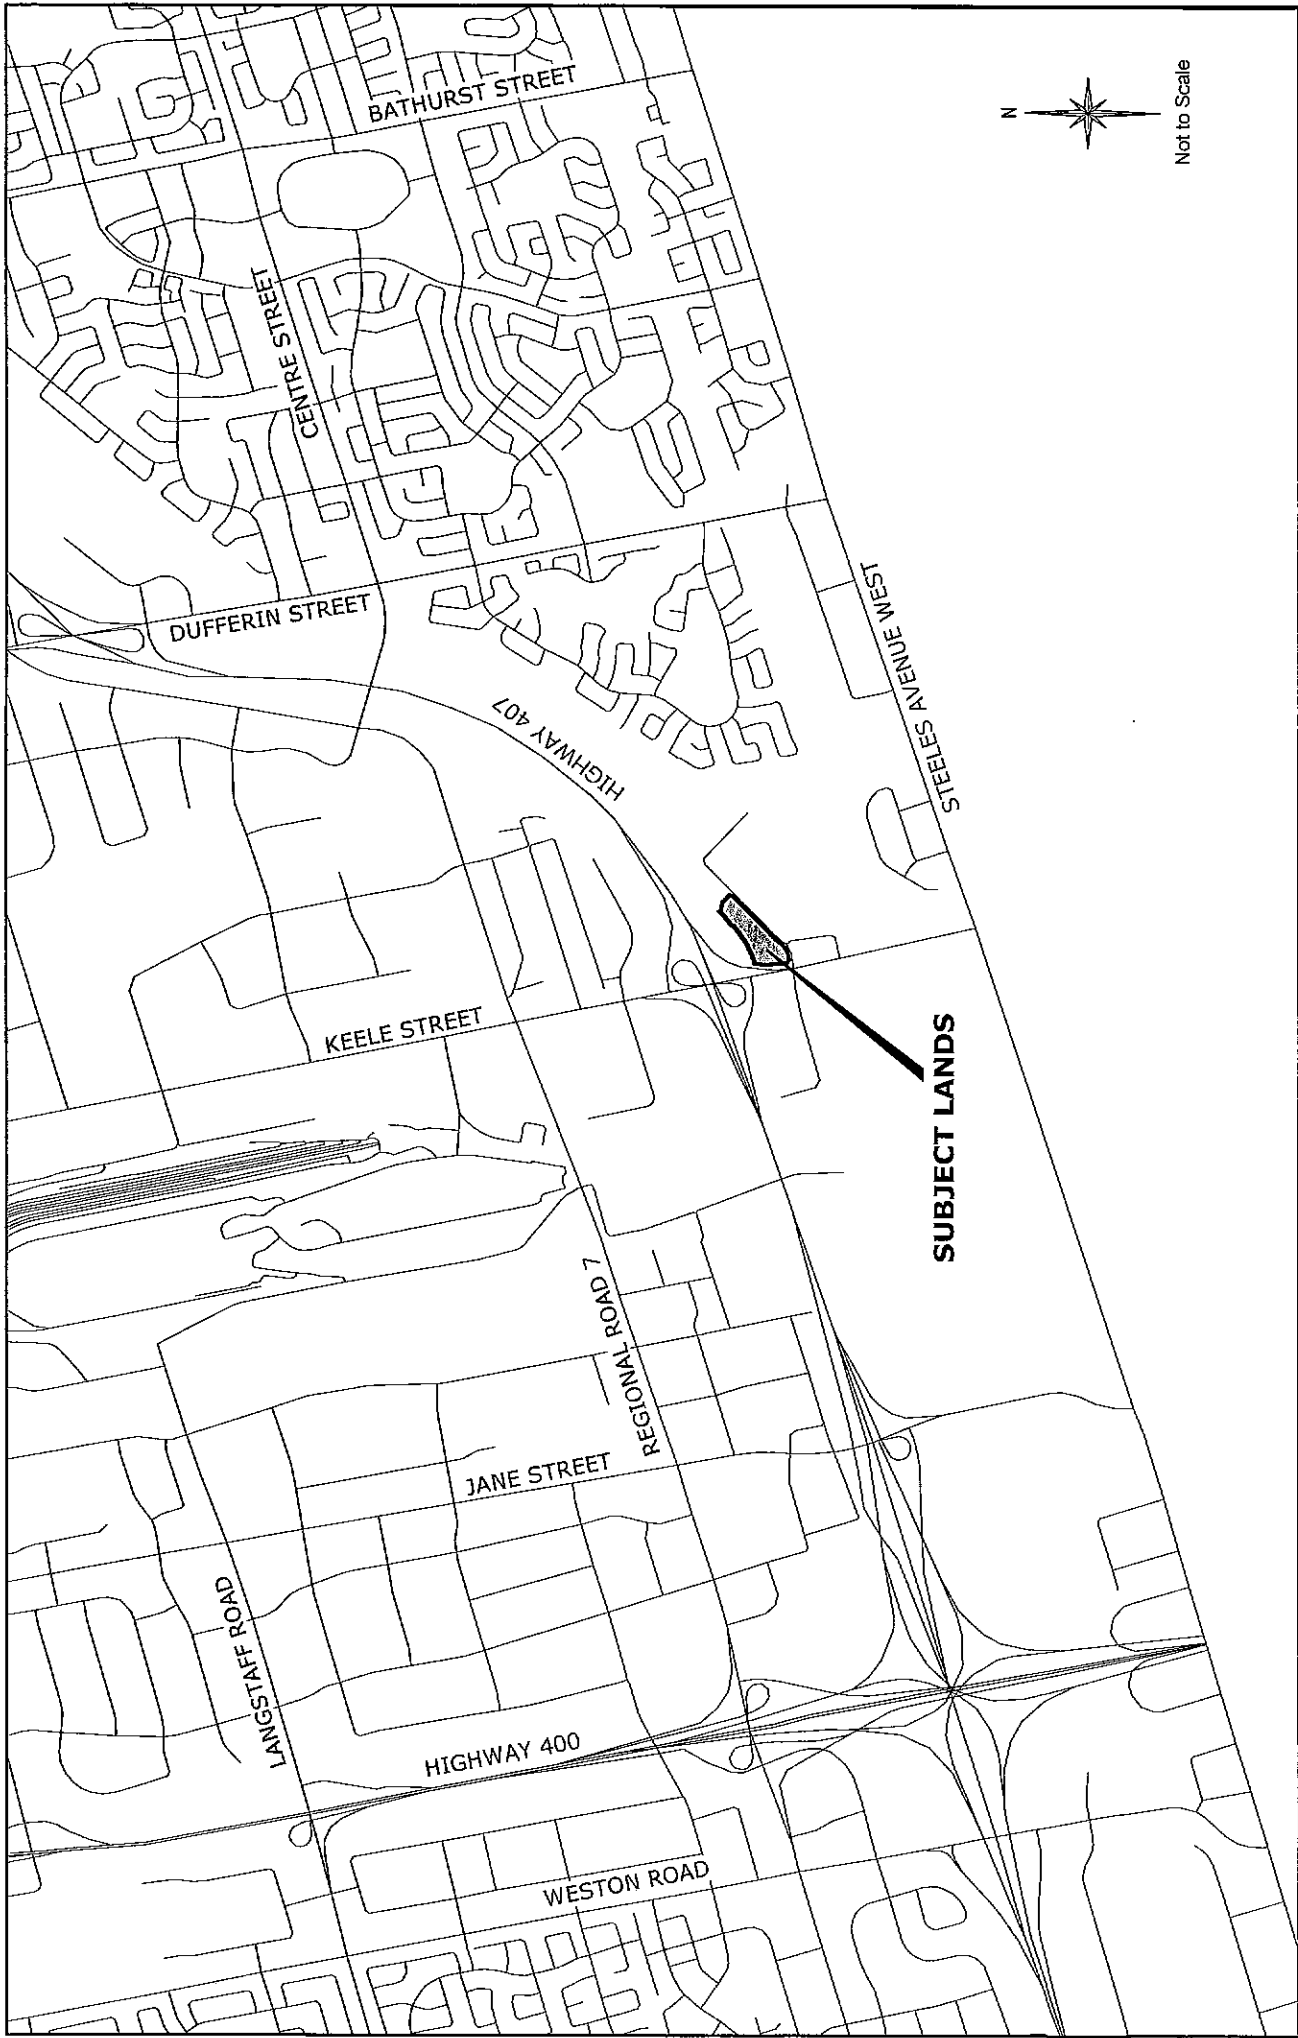 BATHURST STREET
N
Not to Scale
CENTRE STREET
DUFFERIN STREET
STEELES AVENUE WEST
HIGHWAY 407
KEELE STREET
SUBJECT LANDS
REGIONAL ROAD 7
JANE STREET
LANGSTAFF ROAD
HIGHWAY 400
WESTON ROAD